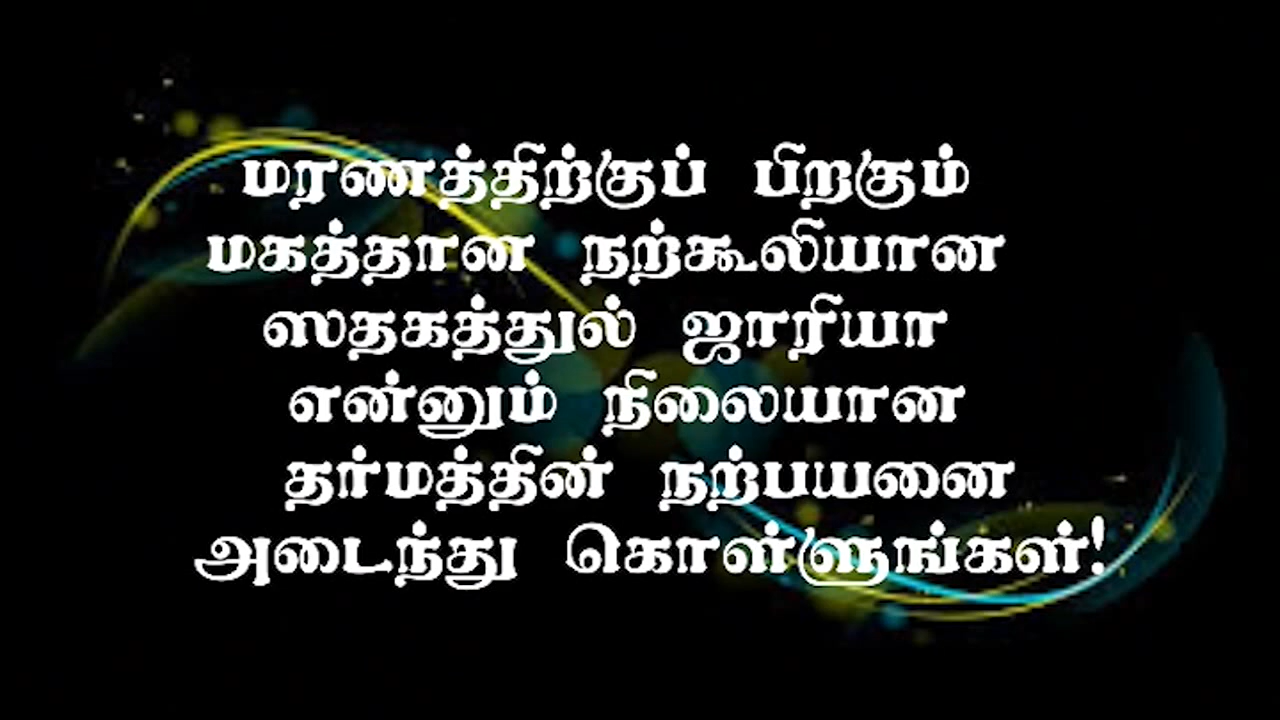 மரணத்திற்குப் பிறகும்
மகத்தான நற்கூலியான
ஸதகத்துல் ஜாரியா
என்னும் நிலையான
தர்மத்தின் நற்பயனை
அடைந்து கொள்ளுங்கள்!